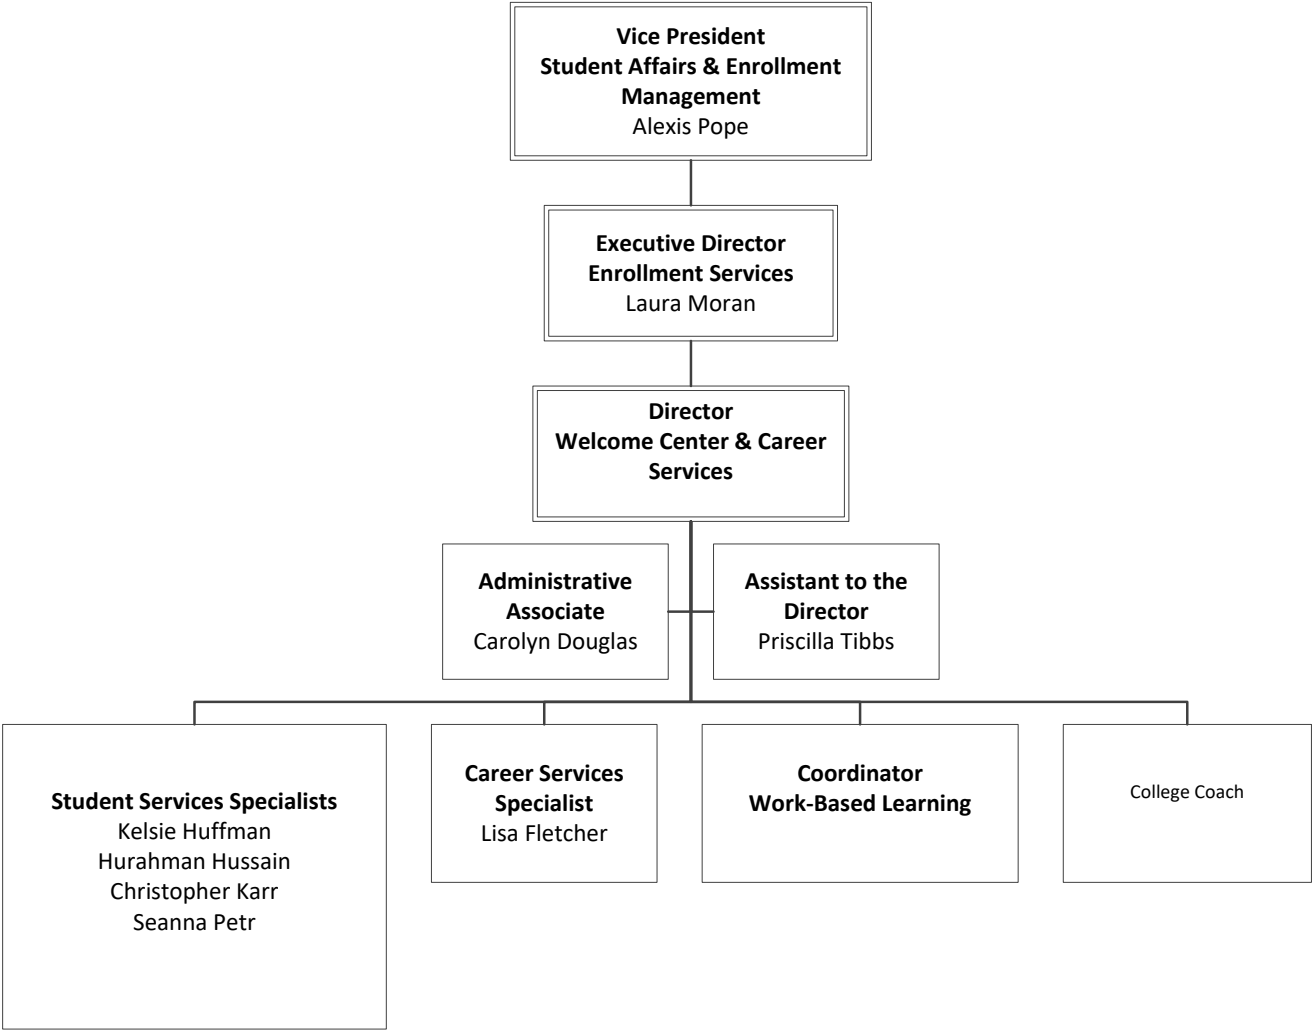 Vice President
Student Affairs & Enrollment
Management
Alexis Pope
Executive Director
Enrollment Services
Laura Moran
Director
Welcome Center & Career
Services
Administrative
Associate
Carolyn Douglas
Assistant to the
Director
Priscilla Tibbs
Student Services Specialists
Kelsie Huffman
Hurahman Hussain
Christopher Karr
Seanna Petr
Career Services
Specialist
Lisa Fletcher
Coordinator
Work-Based Learning
College Coach